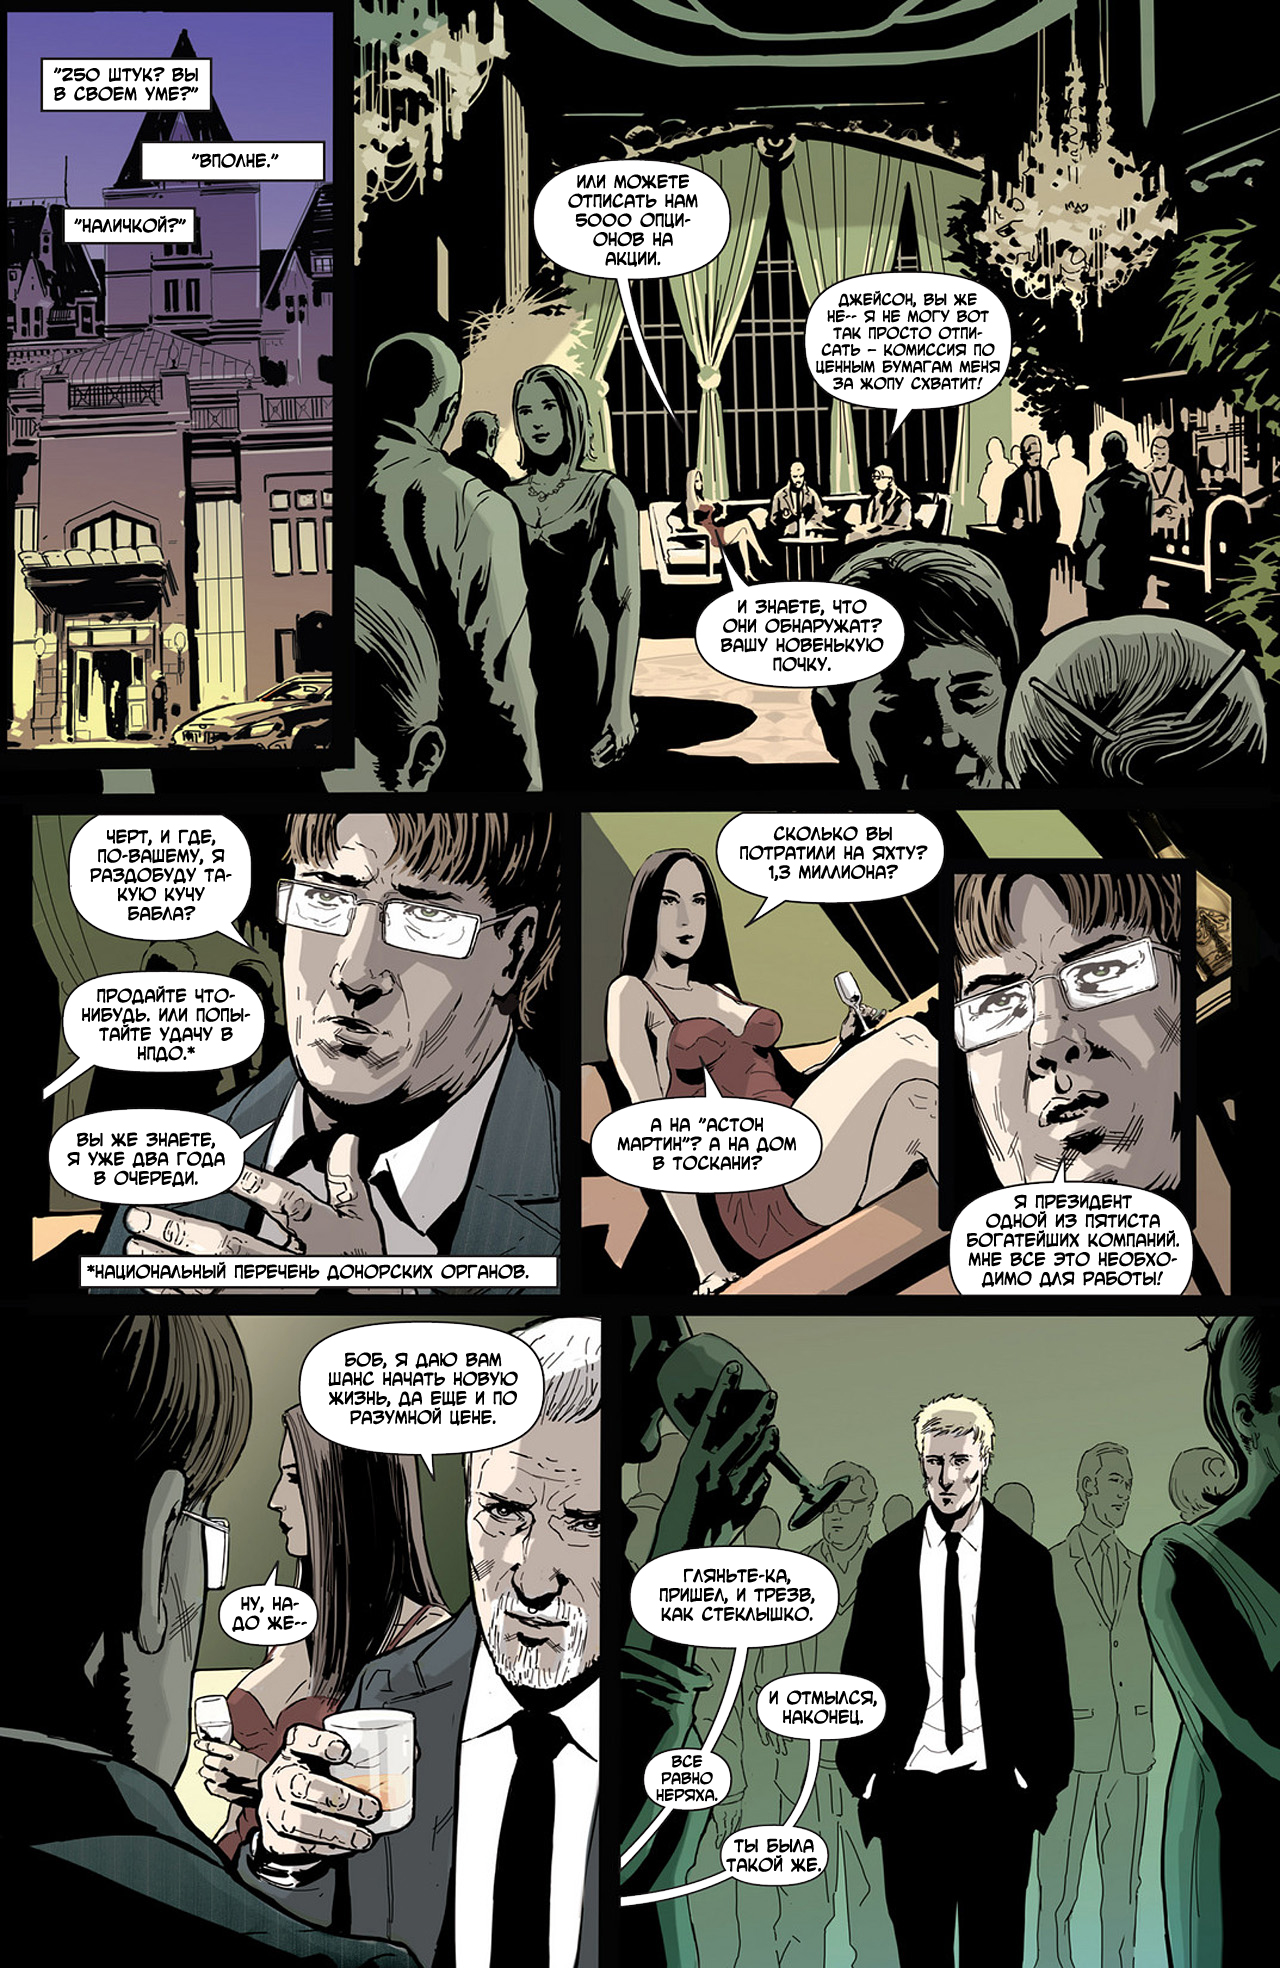 "250 ШТУК? ВЫ
В СВОЕМ УМЕ?"
"ВПОЛНЕ."
"НАЛИЧКОЙ?"
ИЛИ МОЖЕТЕ
ОТПИСАТЬ НАМ
5000 ОПЦИ-
ОНОВ НА
АКЦИИ.
ДЖЕЙСОН, ВЫ ЖЕ
НЕ-- Я НЕ МОГУ ВОТ
ТАК ПРОСТО ОТПИ-
САТЬ – КОМИССИЯ ПО
ЦЕННЫМ БУМАГАМ МЕНЯ
ЗА ЖОПУ СХВАТИТ!
И ЗНАЕТЕ, ЧТО
ОНИ ОБНАРУЖАТ?
ВАШУ НОВЕНЬКУЮ
ПОЧКУ.
ЧЕРТ, И ГДЕ,
ПО-ВАШЕМУ, Я
РАЗДОБУДУ ТА-
КУЮ КУЧУ
БАБЛА?
ПРОДАЙТЕ ЧТО-
НИБУДЬ. ИЛИ ПОПЫ-
ТАЙТЕ УДАЧУ В
НПДО.*
ВЫ ЖЕ ЗНАЕТЕ,
Я УЖЕ ДВА ГОДА
В ОЧЕРЕДИ.
*НАЦИОНАЛЬНЫЙ ПЕРЕЧЕНЬ ДОНОРСКИХ ОРГАНОВ.
СКОЛЬКО ВЫ
ПОТРАТИЛИ НА ЯХТУ?
1,3 МИЛЛИОНА?
А НА "АСТОН
МАРТИН"? А НА ДОМ
В ТОСКАНИ?
Я ПРЕЗИДЕНТ
ОДНОЙ ИЗ ПЯТИСТА
БОГАТЕЙШИХ КОМПАНИЙ.
МНЕ ВСЕ ЭТО НЕОБХО-
ДИМО ДЛЯ РАБОТЫ!
БОБ, Я ДАЮ ВАМ
ШАНС НАЧАТЬ НОВУЮ
ЖИЗНЬ, ДА ЕЩЕ И ПО
РАЗУМНОЙ ЦЕНЕ.
НУ, НА-
ДО ЖЕ--
ГЛЯНЬТЕ-КА,
ПРИШЕЛ, И ТРЕЗВ,
КАК СТЕКЛЫШКО.
И ОТМЫЛСЯ,
НАКОНЕЦ.
ВСЕ
РАВНО
НЕРЯХА.
ТЫ БЫЛА
ТАКОЙ ЖЕ.